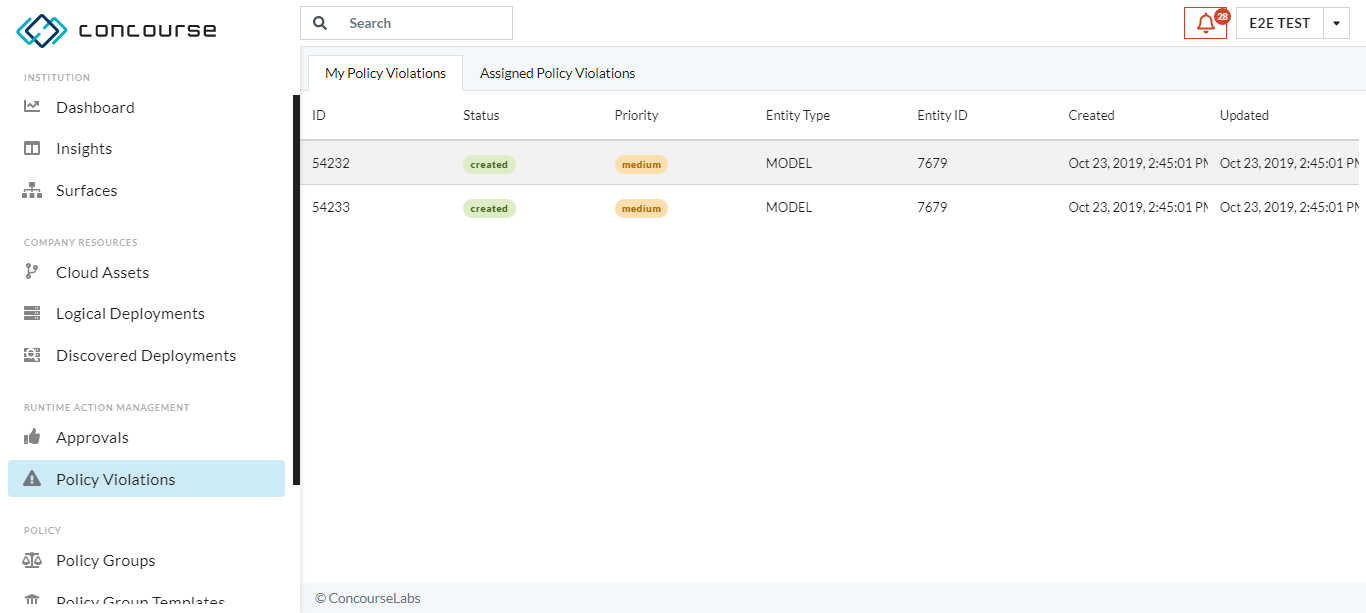 concourse
Search
28
E2E TEST
INSTITUTION
Dashboard
Insights
Surfaces
COMPANY RESOURCES
Cloud Assets
Logical Deployments
Discovered Deployments
RUNTIME ACTION MANAGEMENT
Approvals
Policy Violations
POLICY
Policy Groups
Policy Group Templates
My Policy Violations Assigned Policy Violations
ID Status Priority Entity Type Entity ID Created Updated
54232 created medium MODEL 7679 Oct 23, 2019, 2:45:01 PM Oct 23, 2019, 2:45:01 PM
54233 created medium MODEL 7679 Oct 23, 2019, 2:45:01 PM Oct 23, 2019, 2:45:01 PM
© ConcourseLabs